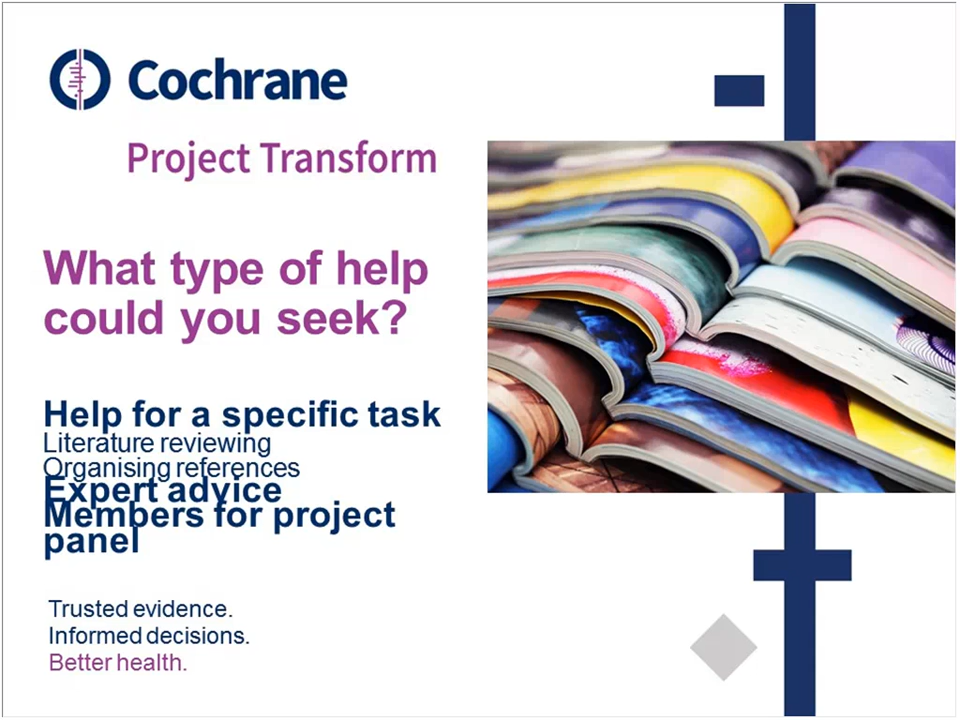 Cochrane
Project Transform
What type of help
could you seek?
Help for a specific task
Literature reviewing
Organising references
Expert advice
Members for project
panel
Trusted evidence.
Informed decisions.
Better health.